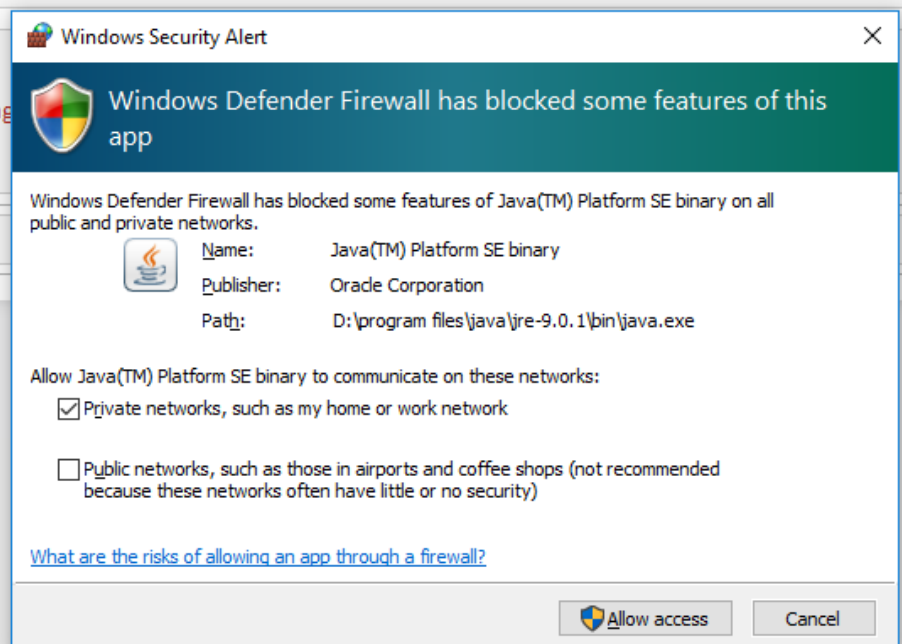 Windows Security Alert
Windows Defender Firewall has blocked some features of this
app
Windows Defender Firewall has blocked some features of Java(TM) Platform SE binary on all
public and private networks.
Name: Java(TM) Platform SE binary
Publisher: Oracle Corporation
Path: D:\program files\java\jre-9.0.1\bin\java.exe
Allow Java(TM) Platform SE binary to communicate on these networks:
Private networks, such as my home or work network
Public networks, such as those in airports and coffee shops (not recommended
because these networks often have little or no security)
What are the risks of allowing an app through a firewall?
Allow access Cancel